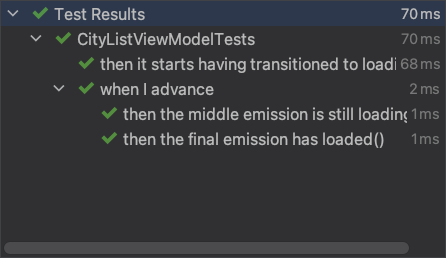 Test Results 70 ms
CityListViewModelTests 70 ms
then it starts having transitioned to loadi 68 ms
when I advance 2 ms
then the middle emission is still loading 1 ms
then the final emission has loaded() 1 ms